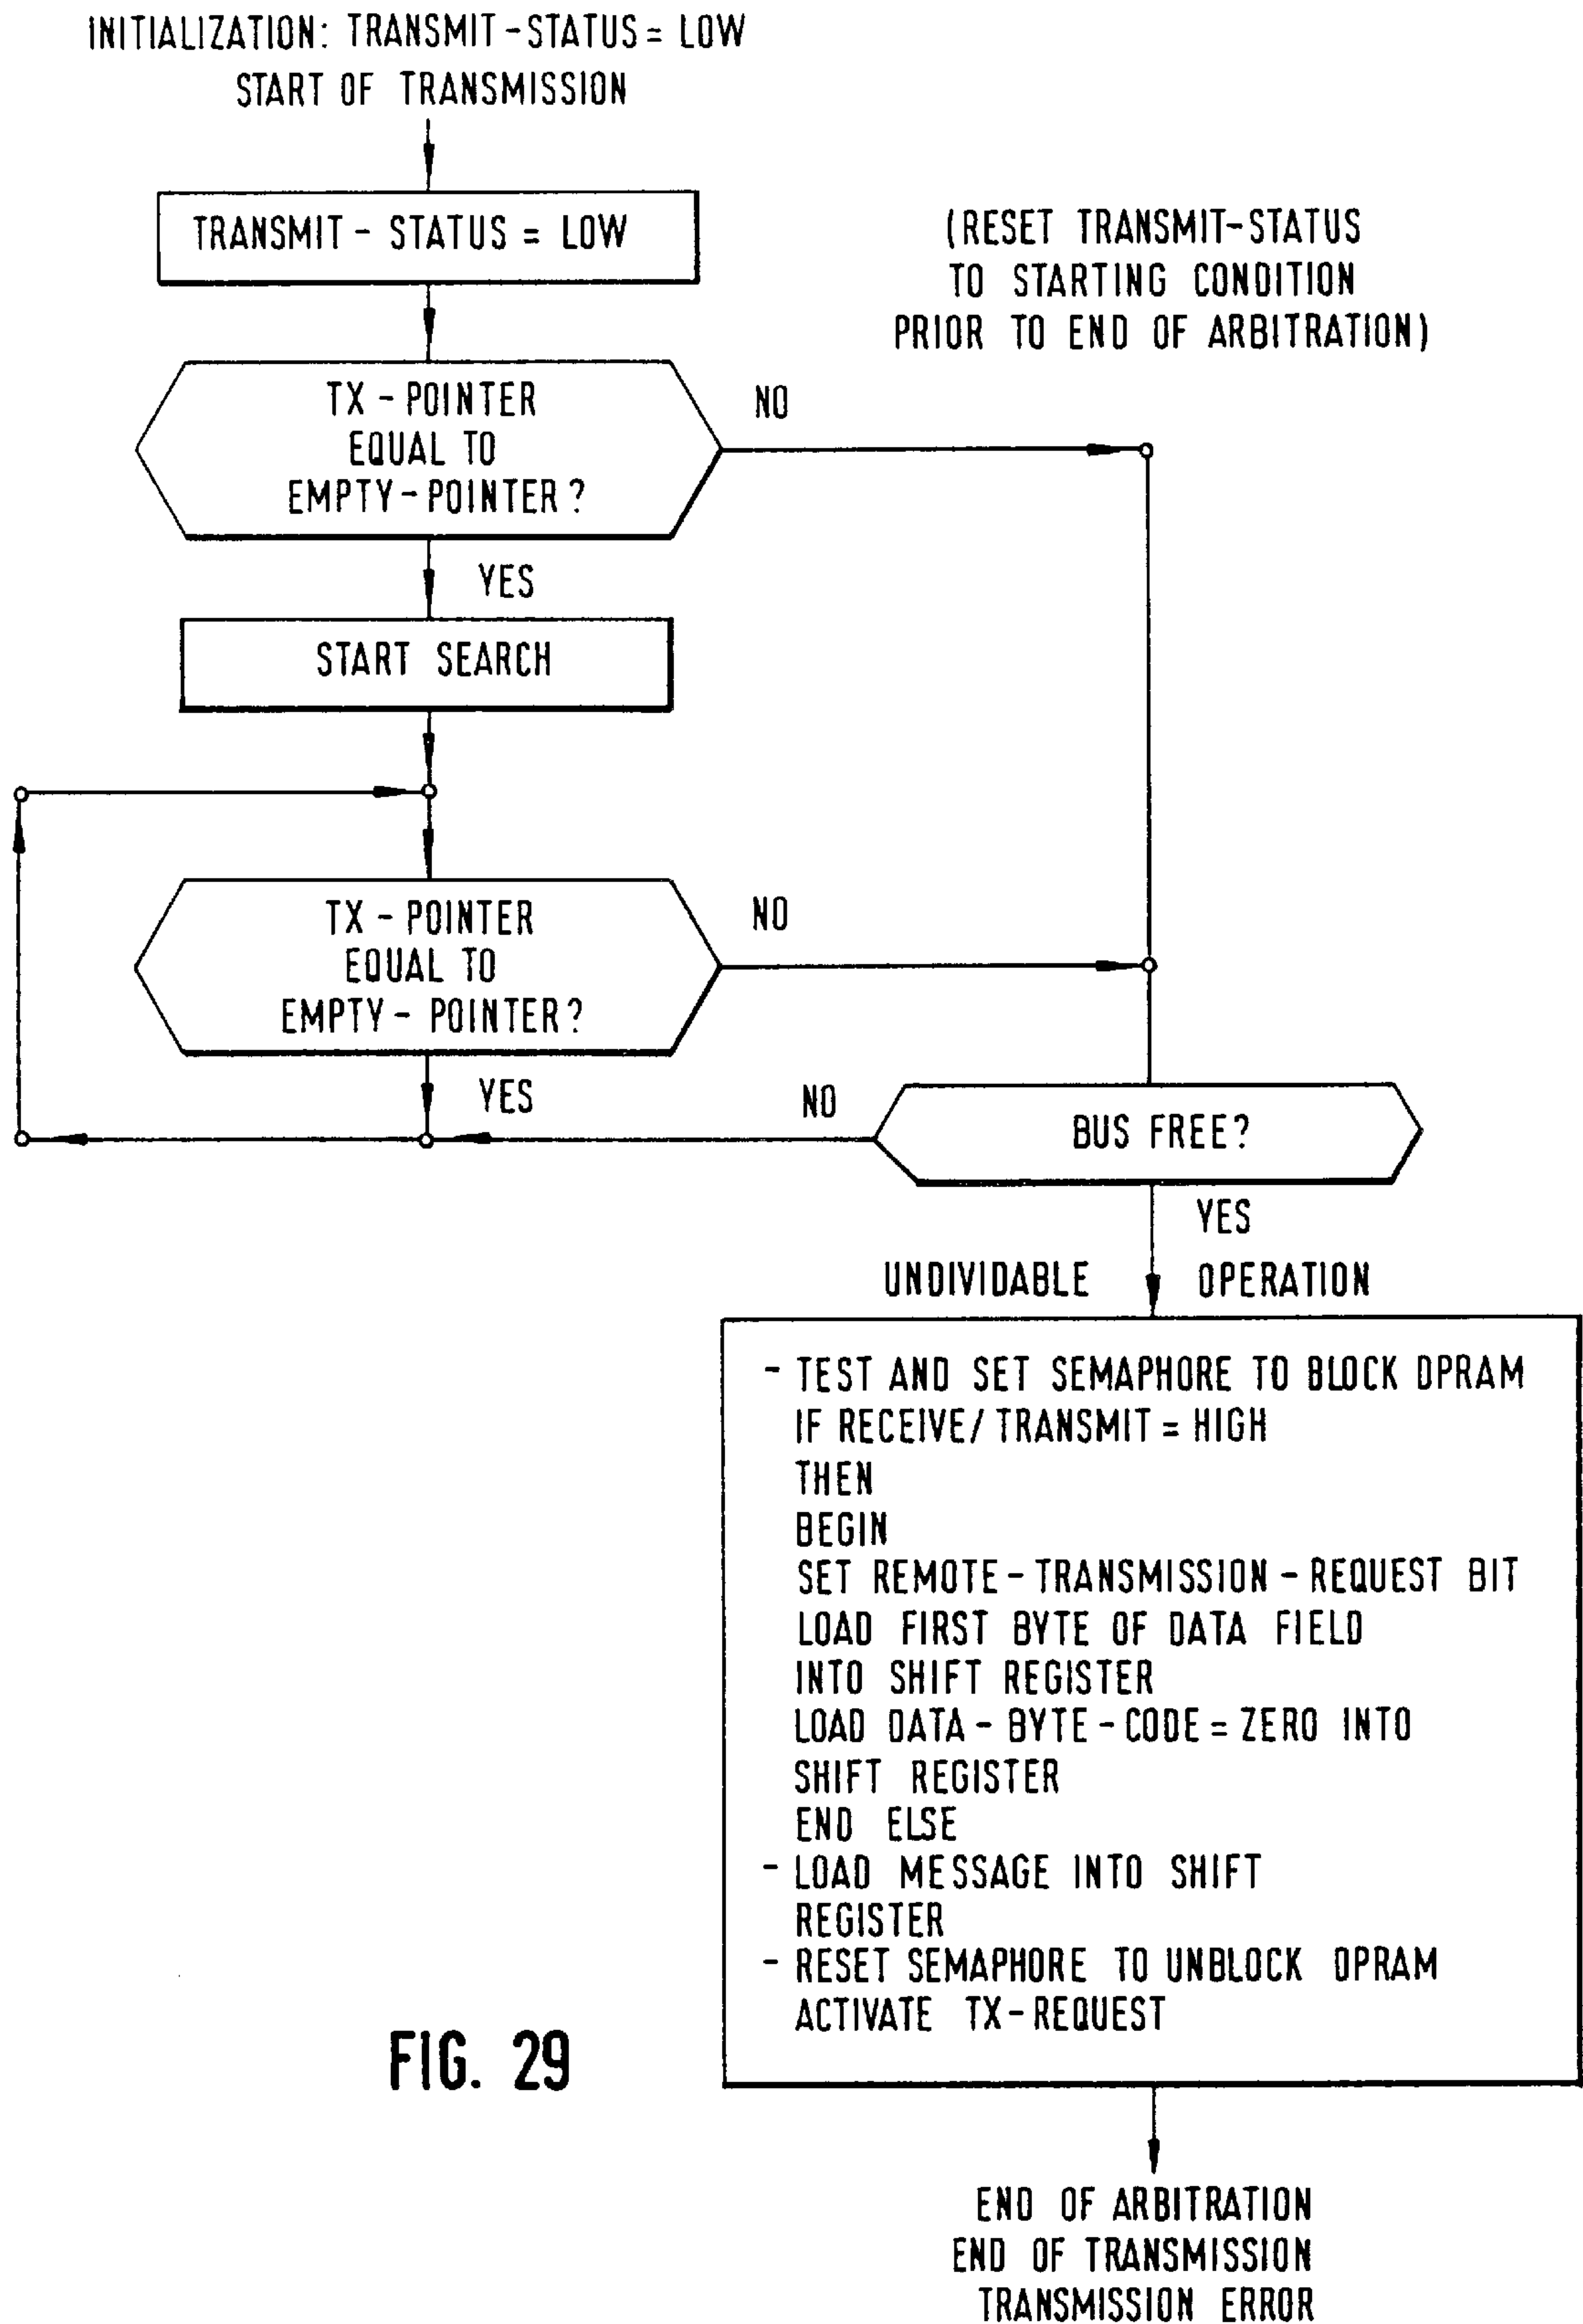 INITIALIZATION: TRANSMIT-STATUS = LOW
START OF TRANSMISSION
TRANSMIT - STATUS = LOW
(RESET TRANSMIT-STATUS
TO STARTING CONDITION
PRIOR TO END OF ARBITRATION)
TX - POINTER
EQUAL TO
EMPTY - POINTER ?
NO
YES
START SEARCH
TX - POINTER
EQUAL TO
EMPTY - POINTER ?
NO
YES
NO
BUS FREE?
YES
UNDIVIDABLE OPERATION
- TEST AND SET SEMAPHORE TO BLOCK DPRAM
IF RECEIVE/ TRANSMIT = HIGH
THEN
BEGIN
SET REMOTE - TRANSMISSION - REQUEST BIT
LOAD FIRST BYTE OF DATA FIELD
INTO SHIFT REGISTER
LOAD DATA - BYTE - CODE = ZERO INTO
SHIFT REGISTER
END ELSE
- LOAD MESSAGE INTO SHIFT
REGISTER
- RESET SEMAPHORE TO UNBLOCK DPRAM
ACTIVATE TX - REQUEST
FIG. 29
END OF ARBITRATION
END OF TRANSMISSION
TRANSMISSION ERROR